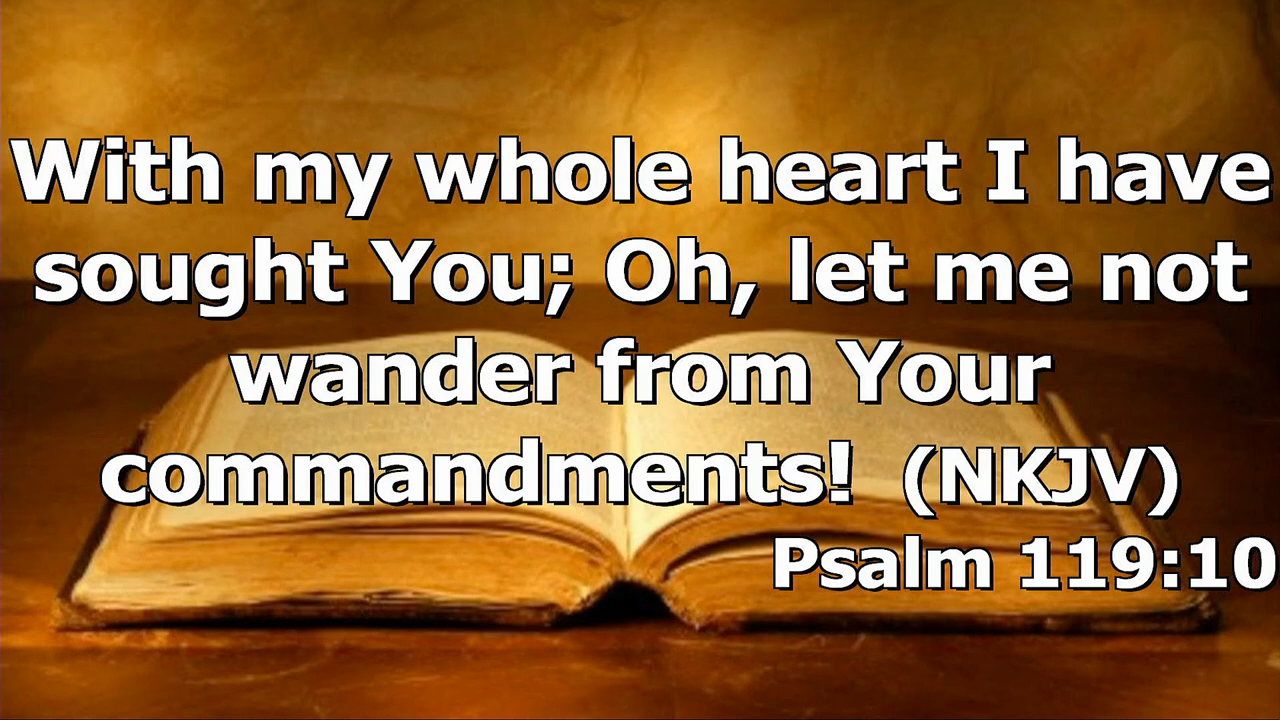 With my whole heart I have
sought You; Oh, let me not
wander from Your
commandments! (NKJV)
Psalm 119:10